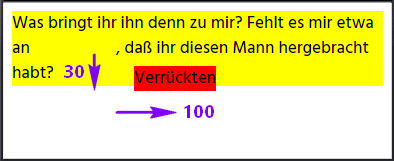 Was bringt ihr ihn denn zu mir? Fehlt es mir etwa
an , daß ihr diesen Mann hergebracht
habt? 30
Verrückten
100